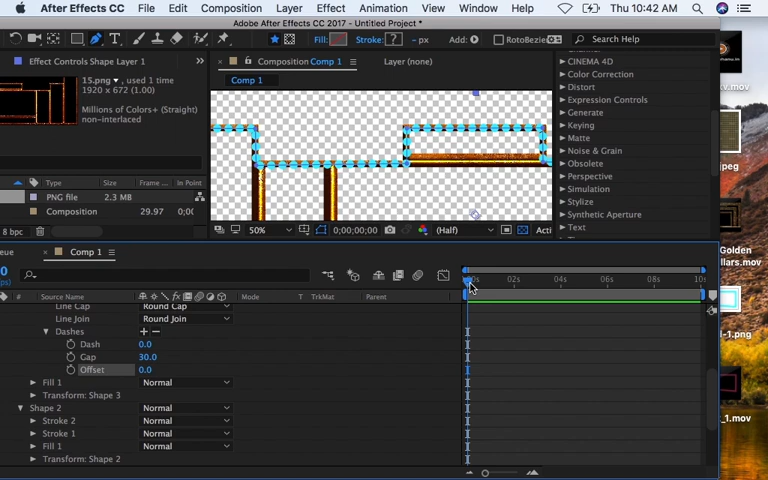 After Effects CC File Edit Composition Layer Effect Animation View Window Help Thu 10:42 AM
Adobe After Effects CC 2017 - Untitled Project *
Fill: Stroke: ? - px Add: RotoBezier Search Help
Effect Controls Shape Layer 1
Composition Comp 1
Layer (none)
Comp 1
15.png ▼, used 1 time
1920 x 672 (1.00)
Millions of Colors+ (Straight)
non-interlaced
Type Size Frame ... In Point
PNG file 2.3 MB
Composition 29.97 0;00
8 bpc
50% 0;00;00;00 (Half) Acti
CINEMA 4D
Color Correction
Distort
Expression Controls
Generate
Keying
Matte
Noise & Grain
Obsolete
Perspective
Simulation
Stylize
Synthetic Aperture
Text
.mov
ipeg
Golden
llars.mov
i-1.png
_1.mov
eue
Comp 1
# Source Name Mode T TrkMat Parent
02s 04s 06s 08s 10s
Line Cap Round Cap
Line Join Round Join
Dashes
Dash 0.0
Gap 30.0
Offset 0.0
Fill 1 Normal
Transform: Shape 3
Shape 2 Normal
Stroke 2 Normal
Stroke 1 Normal
Fill 1 Normal
Transform: Shape 2